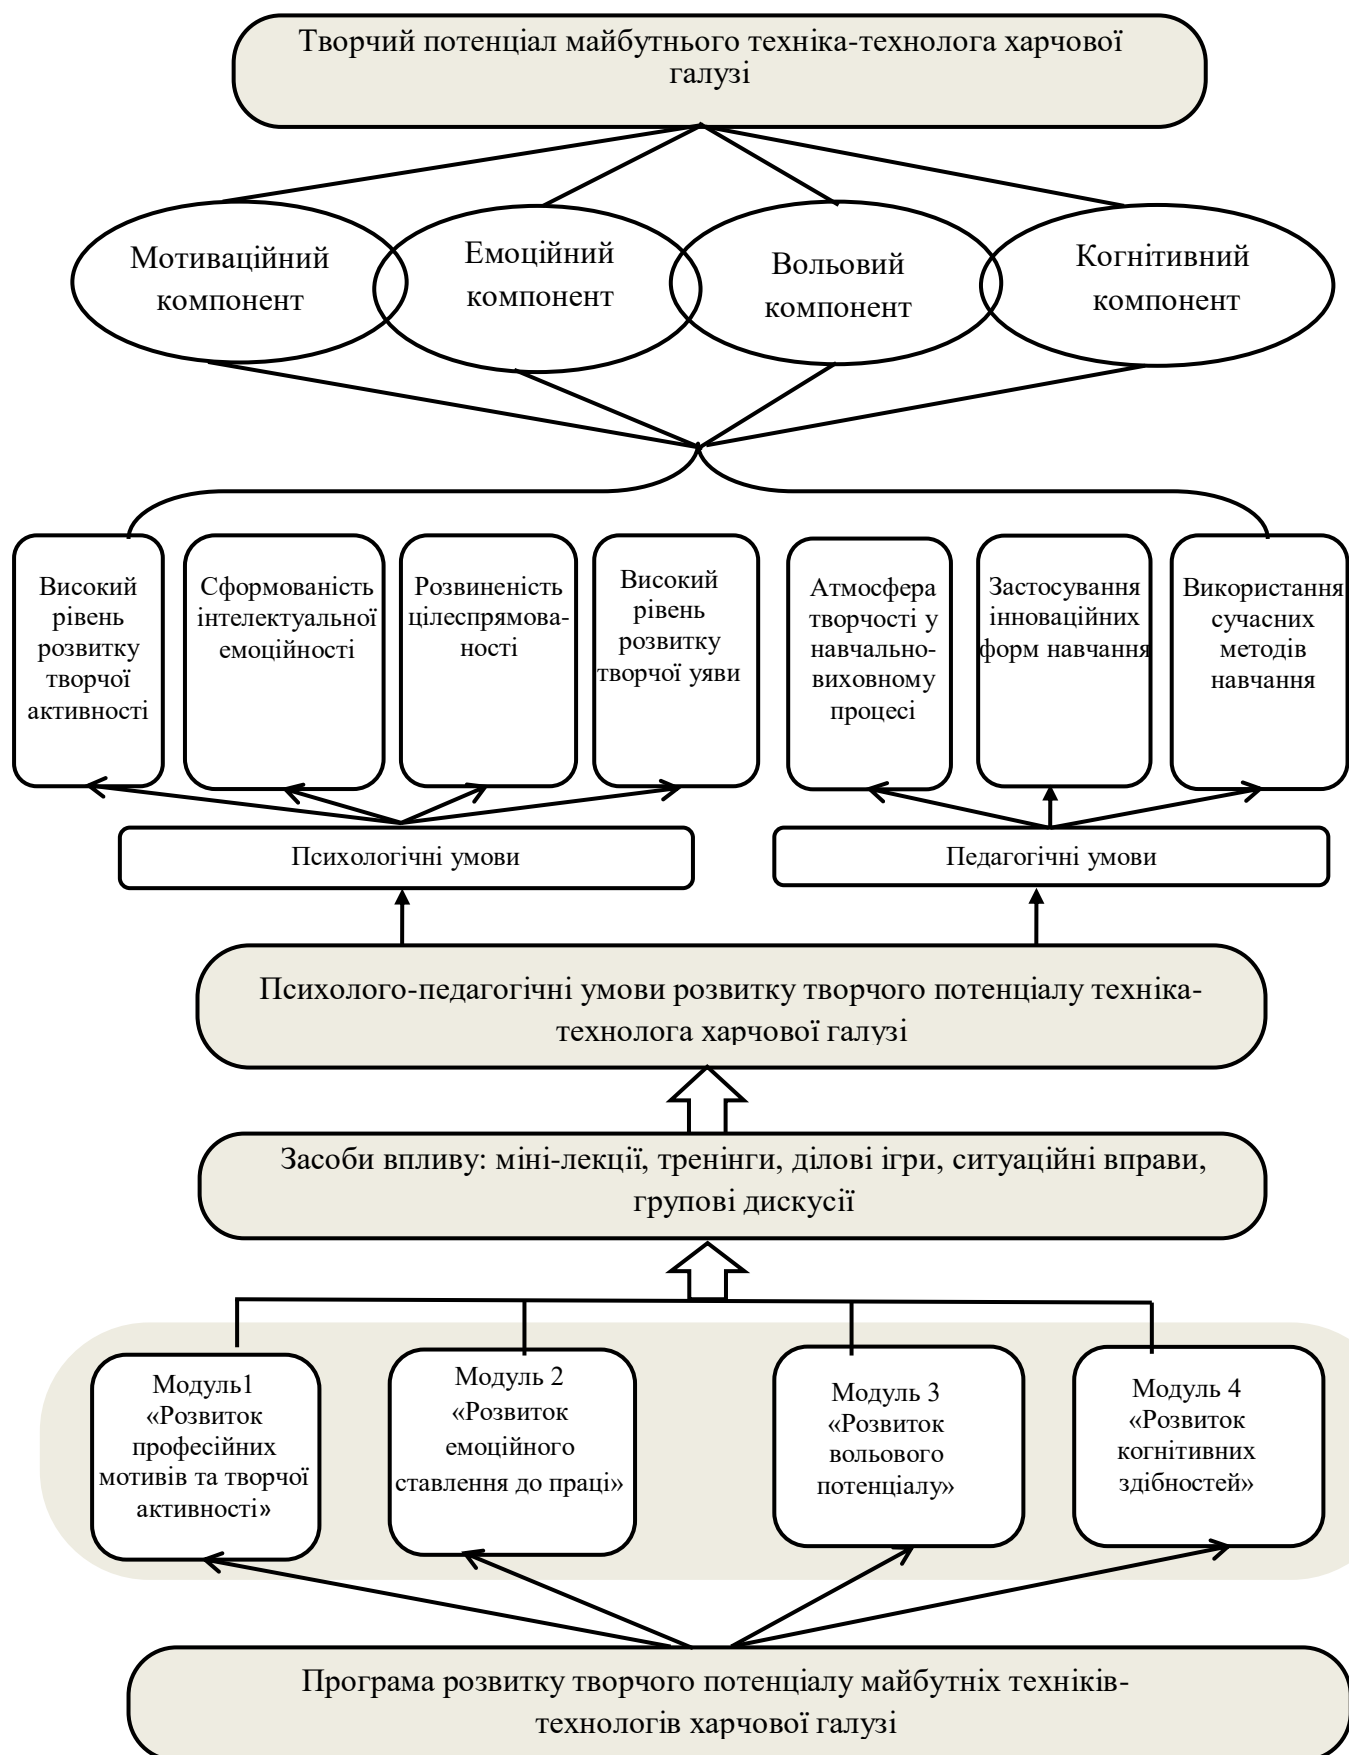 Творчий потенціал майбутнього техніка-технолога харчової
галузі
Мотиваційний
компонент
Емоційний
компонент
Вольовий
компонент
Когнітивний
компонент
Високий
рівень
розвитку
творчої
активності
Сформованість
інтелектуальної
емоційності
Розвиненість
цілеспрямова-
ності
Високий
рівень
розвитку
творчої уяви
Атмосфера
творчості у
навчально-
виховному
процесі
Застосування
інноваційних
форм навчання
Використання
сучасних
методів
навчання
Психологічні умови
Педагогічні умови
Психолого-педагогічні умови розвитку творчого потенціалу техніка-
технолога харчової галузі
Засоби впливу: міні-лекції, тренінги, ділові ігри, ситуаційні вправи,
групові дискусії
Модуль1
«Розвиток
професійних
мотивів та творчої
активності»
Модуль 2
«Розвиток
емоційного
ставлення до праці»
Модуль 3
«Розвиток
вольового
потенціалу»
Модуль 4
«Розвиток
когнітивних
здібностей»
Програма розвитку творчого потенціалу майбутніх техніків-
технологів харчової галузі